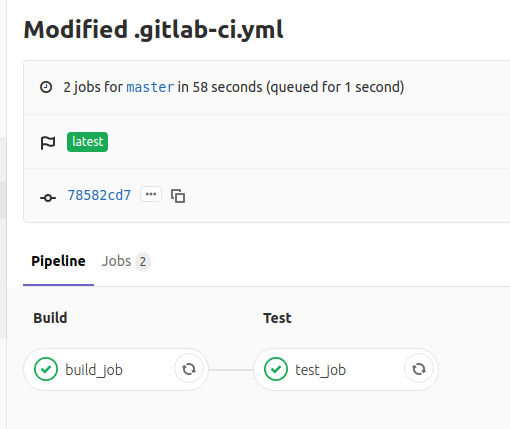 Modified .gitlab-ci.yml
2 jobs for master in 58 seconds (queued for 1 second)
latest
78582cd7 ...
Pipeline Jobs 2
Build Test
build_job test_job